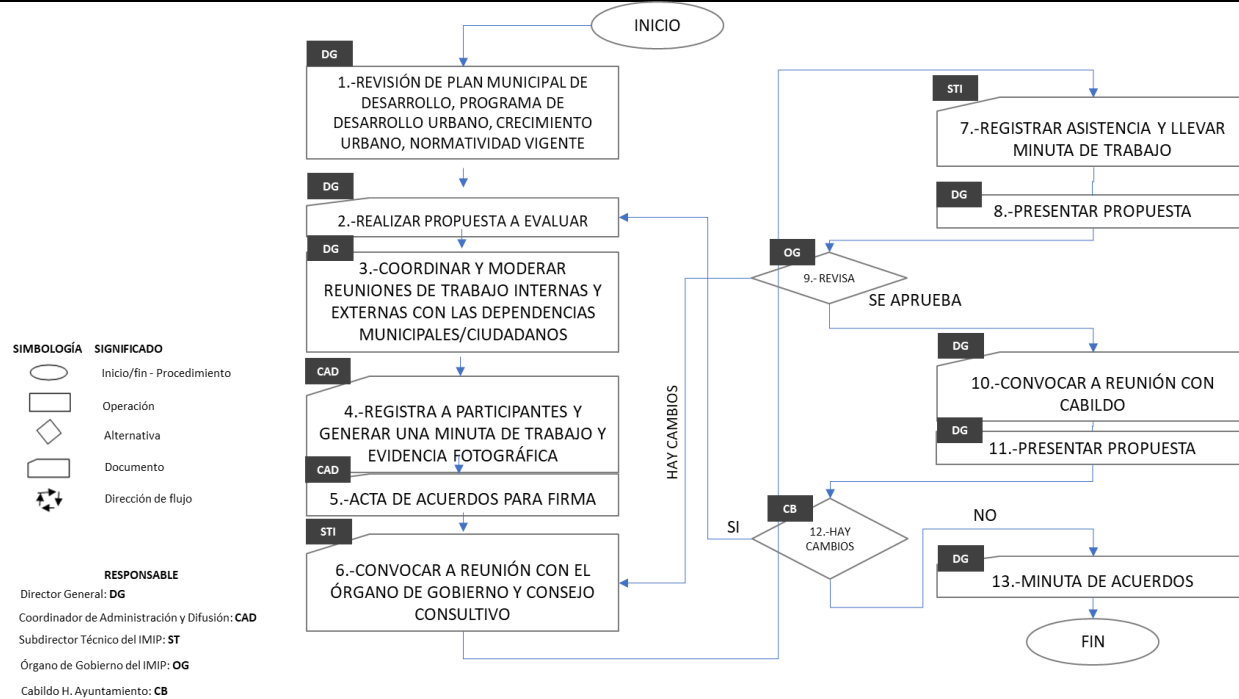 INICIO
DG
1.-REVISIÓN DE PLAN MUNICIPAL DE
DESARROLLO, PROGRAMA DE
DESARROLLO URBANO, CRECIMIENTO
URBANO, NORMATIVIDAD VIGENTE
DG
2.-REALIZAR PROPUESTA A EVALUAR
DG
3.-COORDINAR Y MODERAR
REUNIONES DE TRABAJO INTERNAS Y
EXTERNAS CON LAS DEPENDENCIAS
MUNICIPALES/CIUDADANOS
CAD
4.-REGISTRA A PARTICIPANTES Y
GENERAR UNA MINUTA DE TRABAJO Y
EVIDENCIA FOTOGRÁFICA
CAD
5.-ACTA DE ACUERDOS PARA FIRMA
STI
6.-CONVOCAR A REUNIÓN CON EL
ÓRGANO DE GOBIERNO Y CONSEJO
CONSULTIVO
STI
7.-REGISTRAR ASISTENCIA Y LLEVAR
MINUTA DE TRABAJO
DG
8.-PRESENTAR PROPUESTA
OG
9.- REVISA
SE APRUEBA
HAY CAMBIOS
DG
10.-CONVOCAR A REUNIÓN CON
CABILDO
DG
11.-PRESENTAR PROPUESTA
CB
12.-HAY
CAMBIOS
SI
NO
DG
13.-MINUTA DE ACUERDOS
FIN
SIMBOLOGÍA SIGNIFICADO
Inicio/fin - Procedimiento
Operación
Alternativa
Documento
Dirección de flujo
RESPONSABLE
Director General: DG
Coordinador de Administración y Difusión: CAD
Subdirector Técnico del IMIP: ST
Órgano de Gobierno del IMIP: OG
Cabildo H. Ayuntamiento: CB